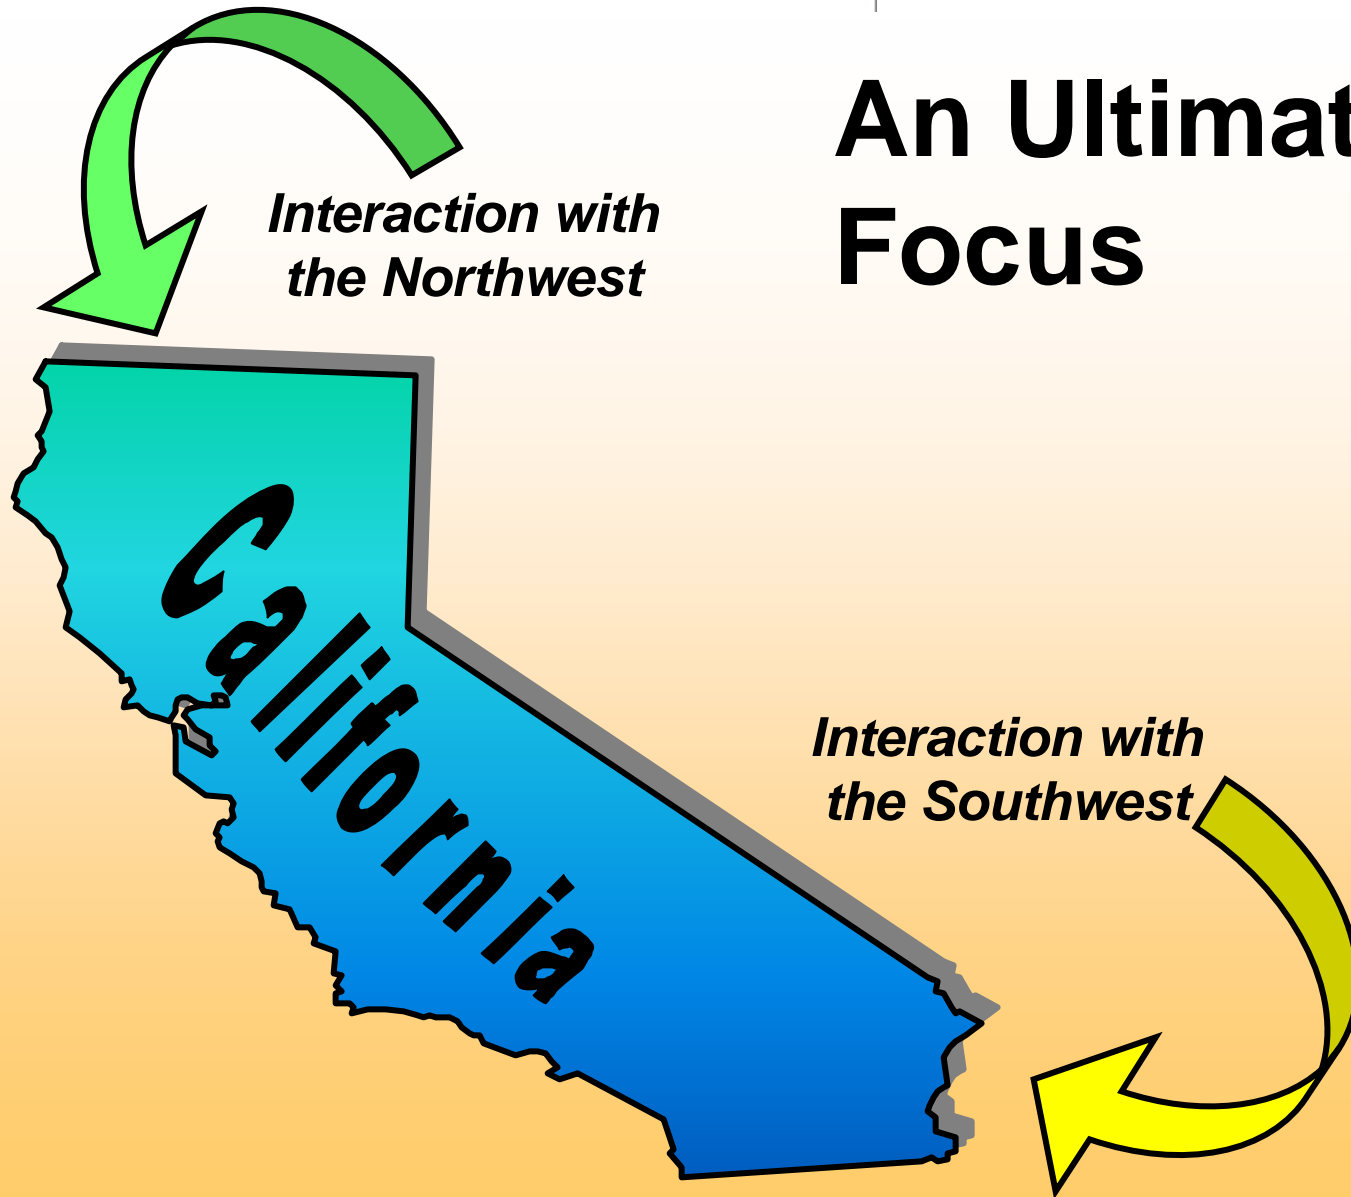 An Ultimat
Focus
Interaction with
the Northwest
California
Interaction with
the Southwest